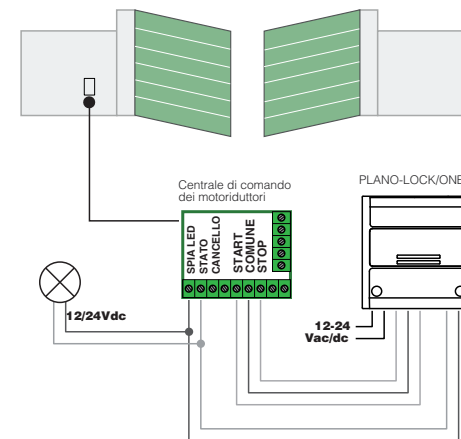 Centrale di comando
dei motoriduttori
PLANO-LOCK/ONE
SPIA LED
STATO
CANCELLO
START
COMUNE
STOP
12/24Vdc
12-24
Vac/dc